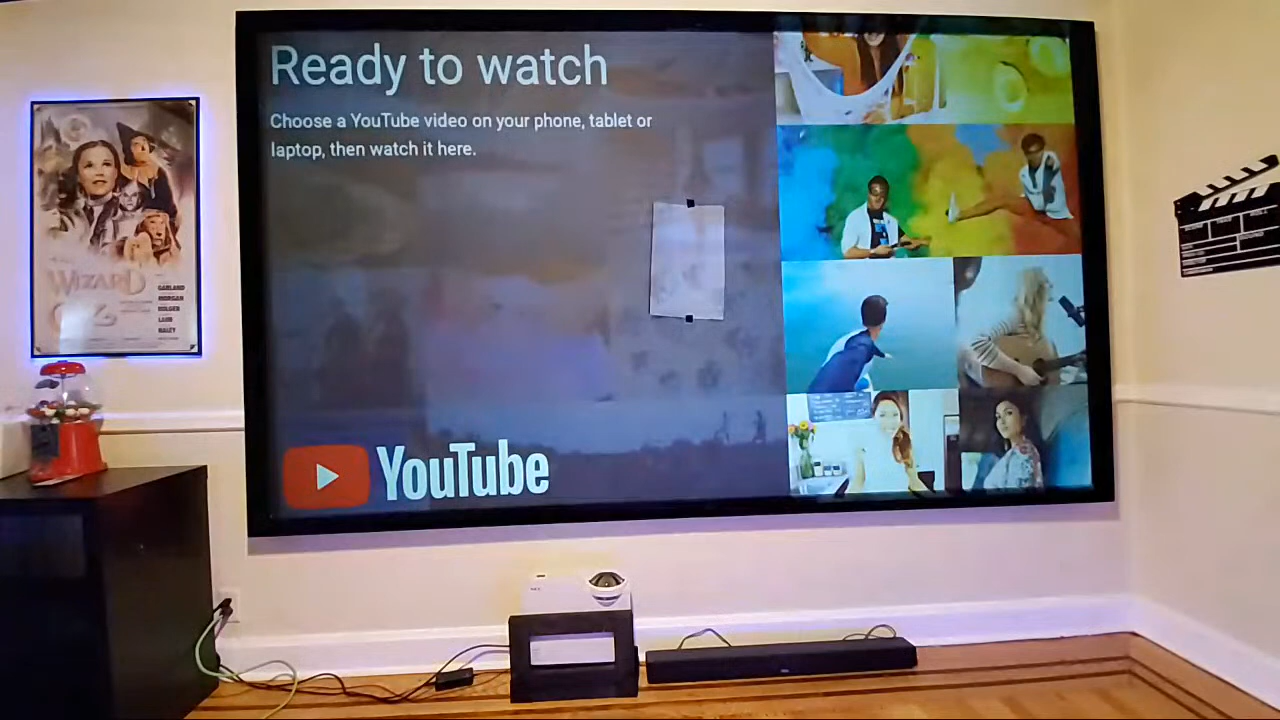 Ready to watch
Choose a YouTube video on your phone, tablet or
laptop, then watch it here.
YouTube
WIZARD
OZ
GARLAND
MORGAN
BOLGER
LAHR
HALEY